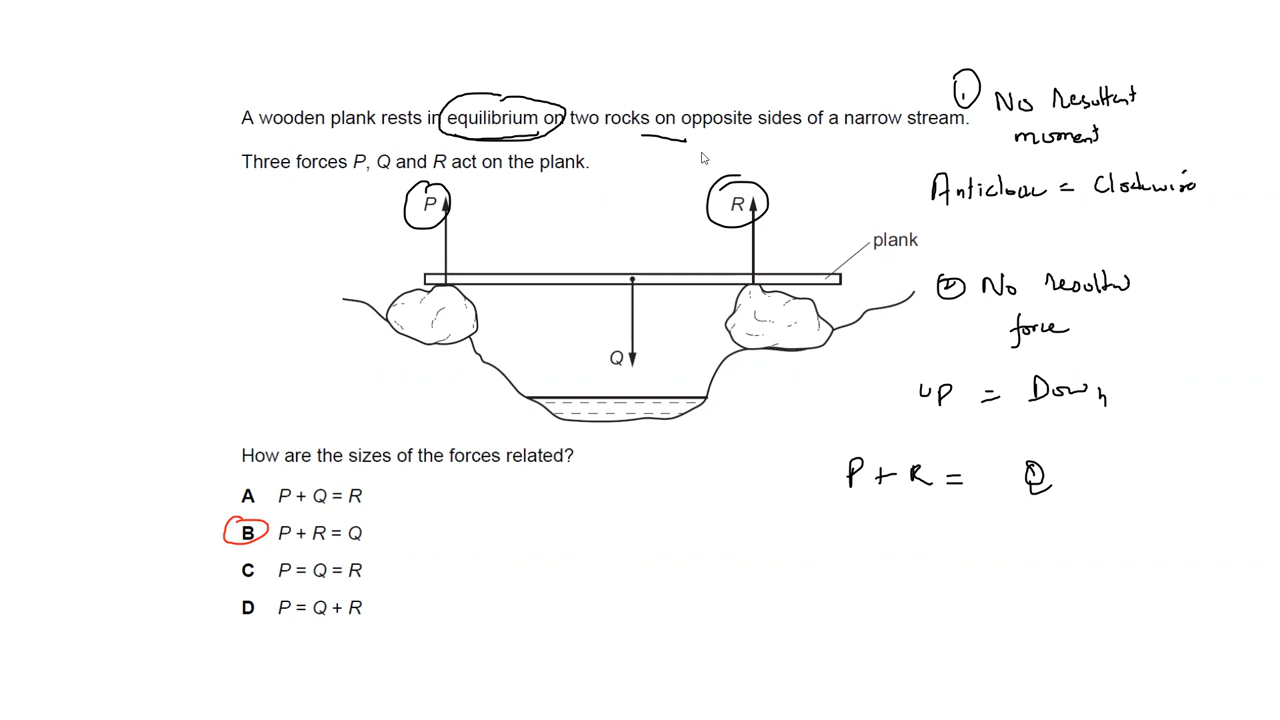 A wooden plank rests in equilibrium on two rocks on opposite sides of a narrow stream.
Three forces P, Q and R act on the plank.
P
R
plank
Q
How are the sizes of the forces related?
A P + Q = R
B P + R = Q
C P = Q = R
D P = Q + R
1 No resultant
moment
= Clockwise
2 No
force
UP = Down
P + R = Q